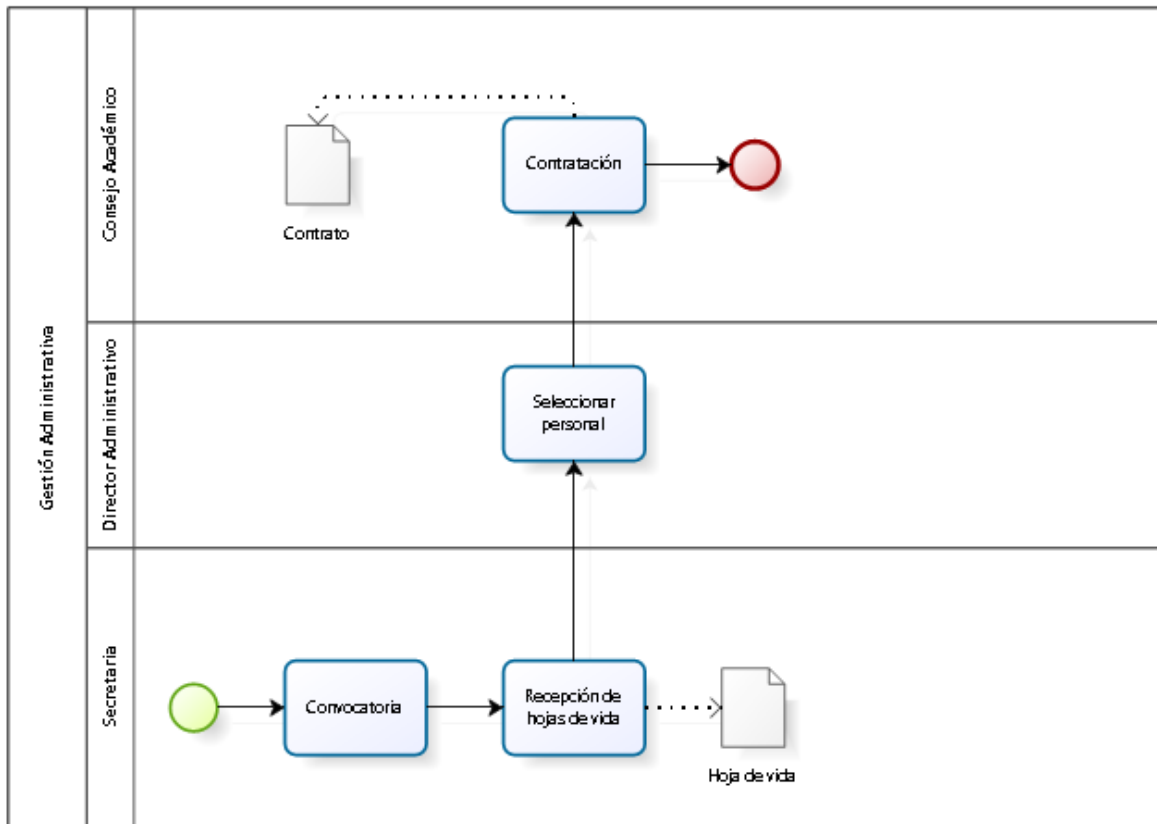 Gestión Administrativa
Consejo Académico
Contrato
Contratación
Director Administrativo
Seleccionar
personal
Secretaria
Convocatoria
Recepción de
hojas de vida
Hoja de vida